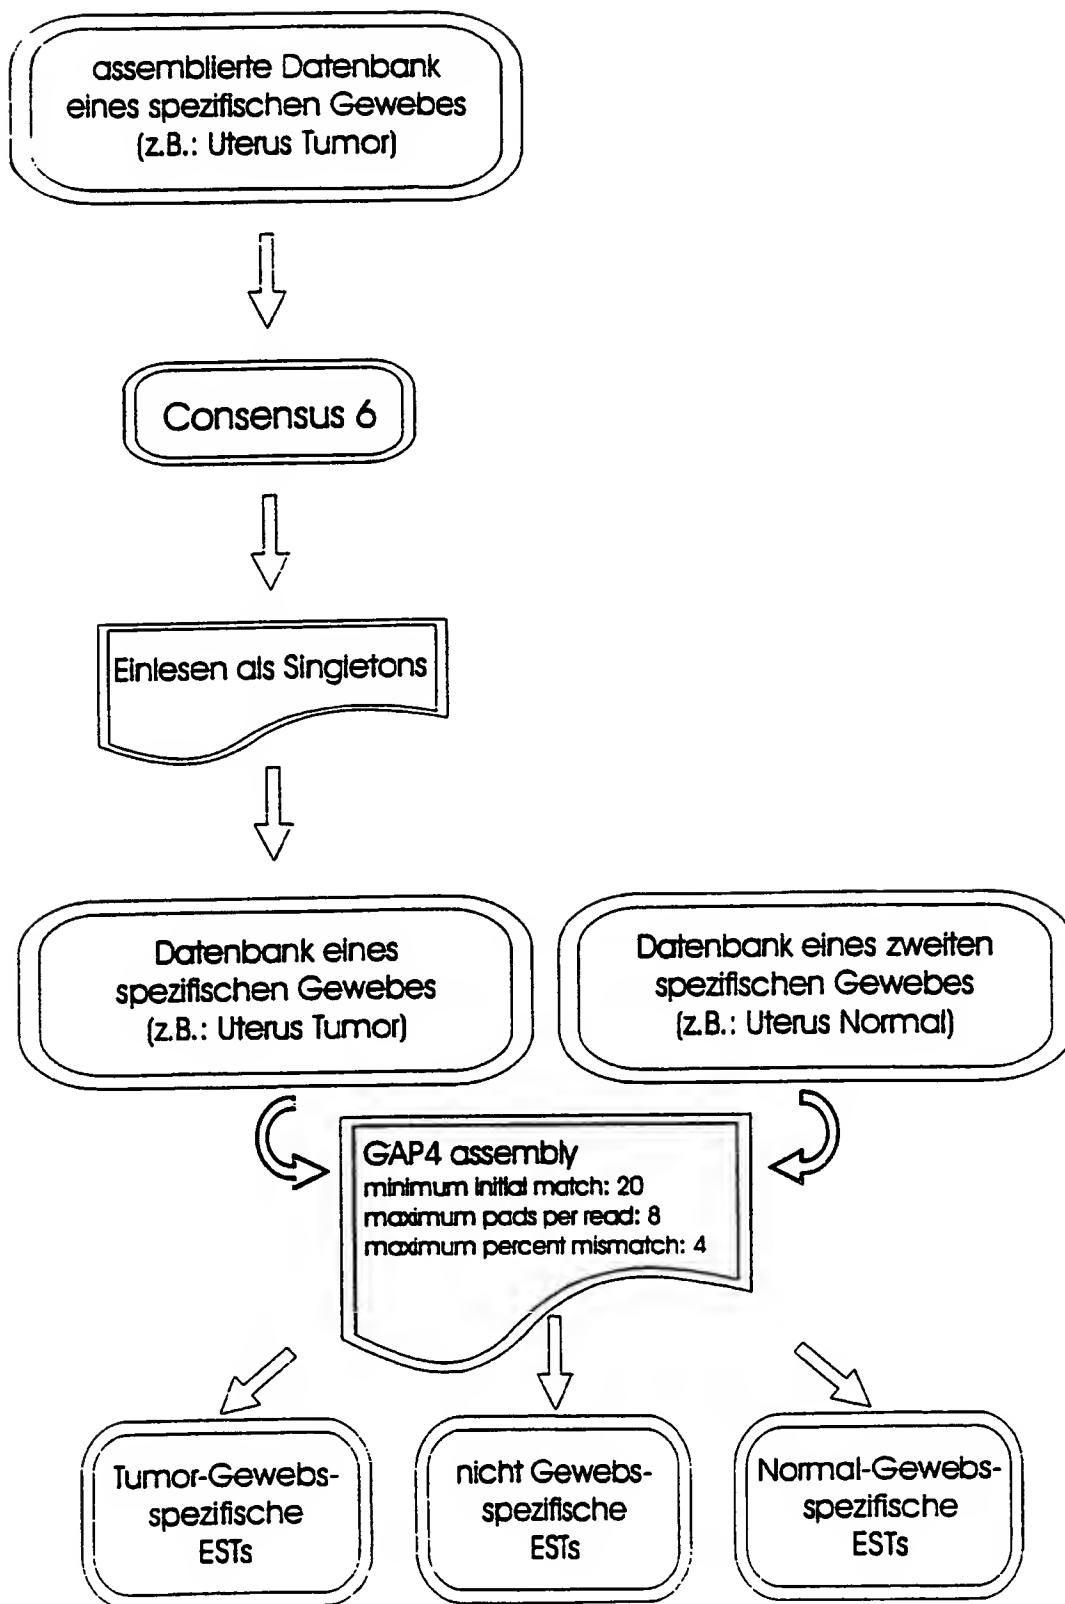 assemblierte Datenbank
eines spezifischen Gewebes
(z.B.: Uterus Tumor)
Consensus 6
Einlesen als Singletons
Datenbank eines
spezifischen Gewebes
(z.B.: Uterus Tumor)
Datenbank eines zweiten
spezifischen Gewebes
(z.B.: Uterus Normal)
GAP4 assembly
minimum initial match: 20
maximum pads per read: 8
maximum percent mismatch: 4
Tumor-Gewebs-
spezifische
ESTs
nicht Gewebs-
spezifische
ESTs
Normal-Gewebs-
spezifische
ESTs